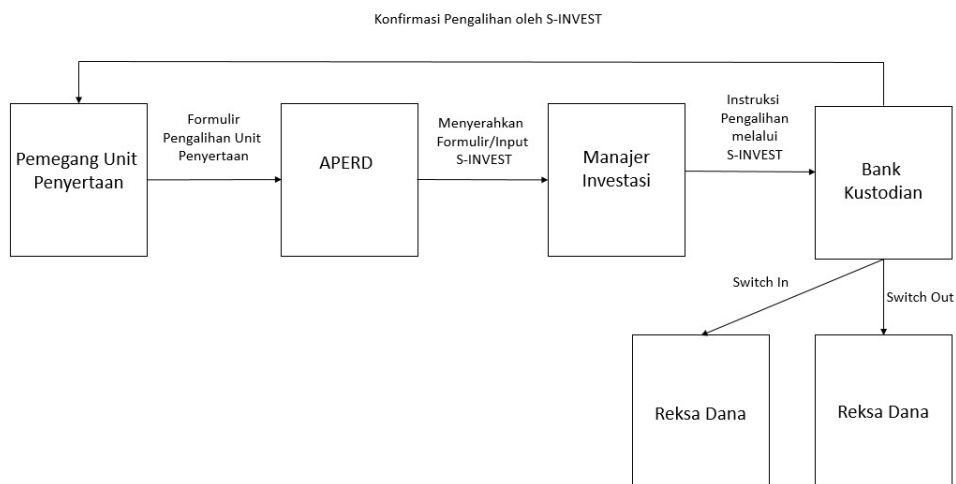 Konfirmasi Pengalihan oleh S-INVEST
Pemegang Unit
Penyertaan
Formulir
Pengalihan Unit
Penyertaan
APERD
Menyerahkan
Formulir/Input
S-INVEST
Manajer
Investasi
Instruksi
Pengalihan
melalui
S-INVEST
Bank
Kustodian
Switch In
Switch Out
Reksa Dana
Reksa Dana